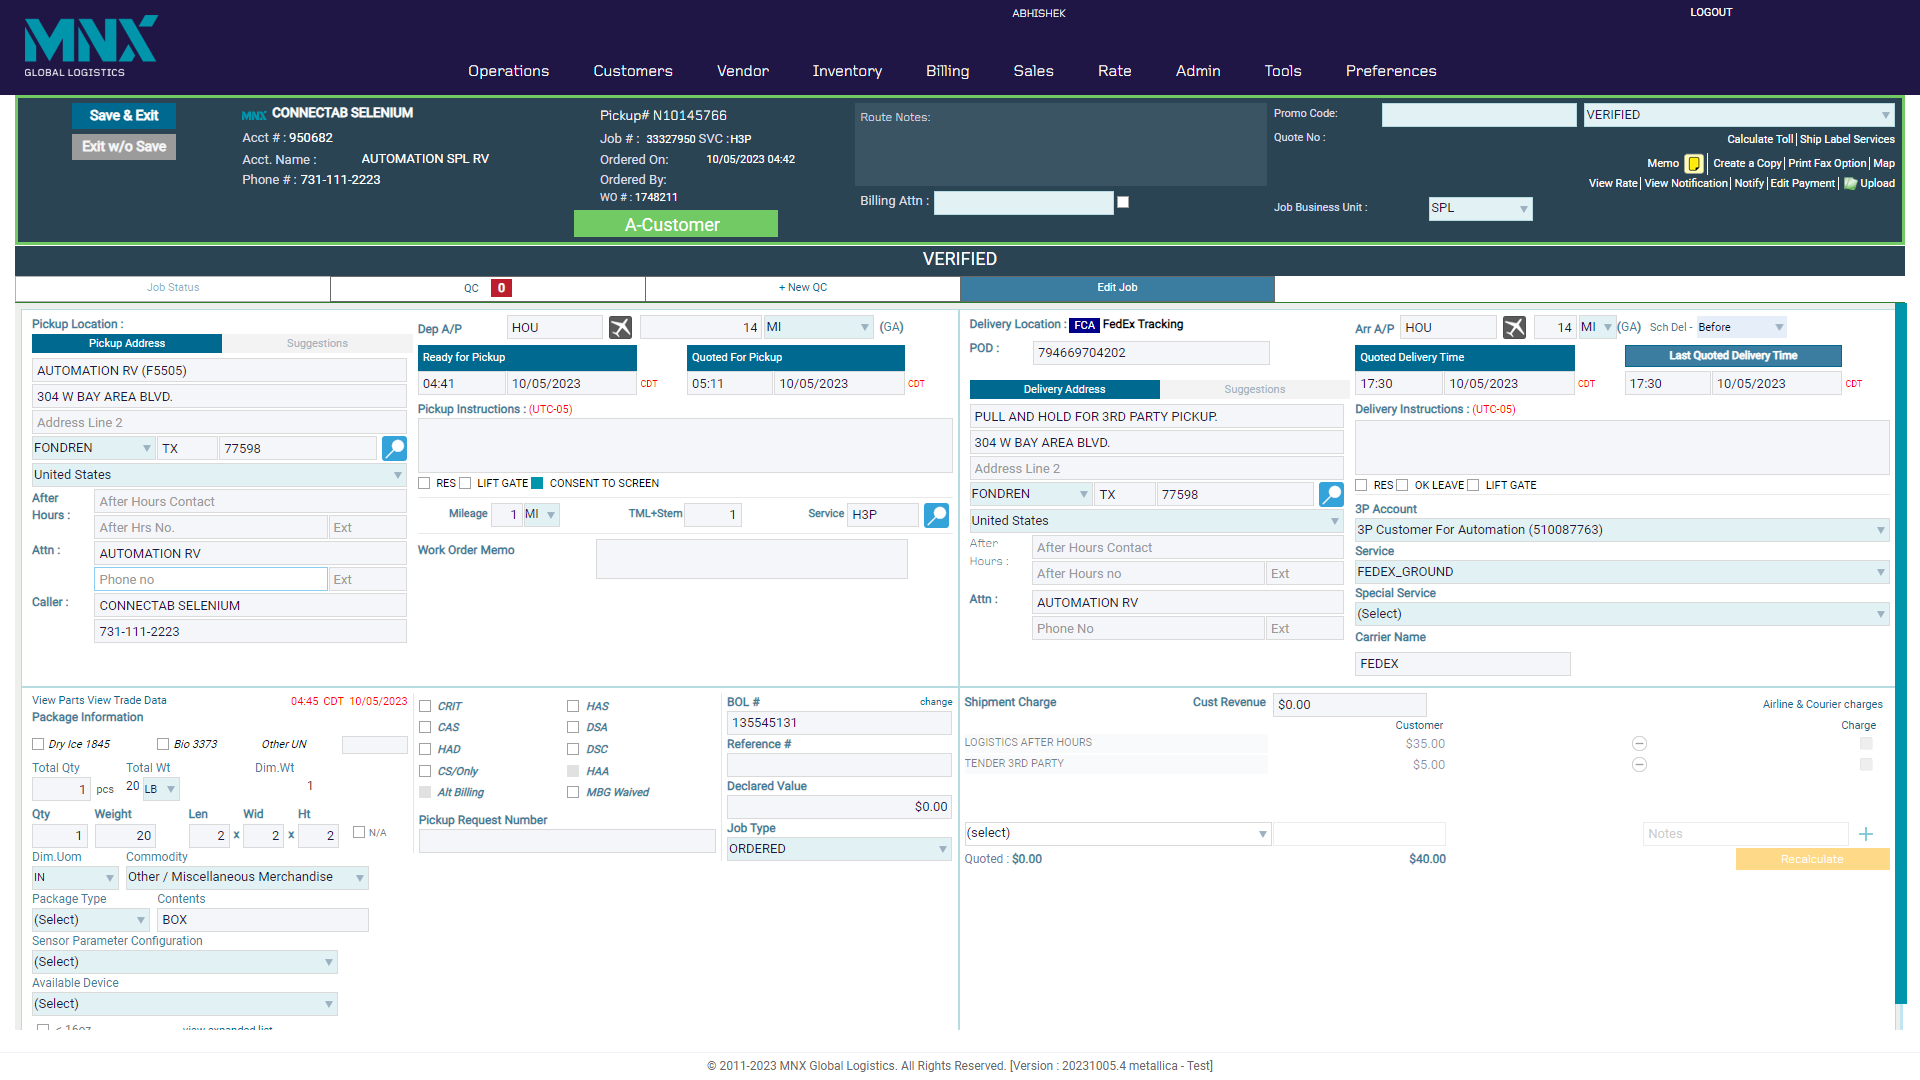 ABHISHEK
LOGOUT
MNX
GLOBAL LOGISTICS
Operations Customers Vendor Inventory Billing Sales Rate Admin Tools Preferences
Save & Exit
Exit w/o Save
MNX CONNECTAB SELENIUM
Acct # : 950682
Acct. Name : AUTOMATION SPL RV
Phone # : 731-111-2223
Pickup# N10145766
Job # : 33327950 SVC :H3P
Ordered On: 10/05/2023 04:42
Ordered By:
WO # : 1748211
A-Customer
Route Notes:
Billing Attn :
Promo Code:
VERIFIED
Quote No :
Calculate Toll| Ship Label Services
Memo | Create a Copy| Print Fax Option| Map
View Rate| View Notification| Notify| Edit Payment| Upload
Job Business Unit : SPL
VERIFIED
Job Status
QC 0
+ New QC
Edit Job
Pickup Location :
Pickup Address Suggestions
AUTOMATION RV (F5505)
304 W BAY AREA BLVD.
Address Line 2
FONDREN TX 77598
United States
After Hours : After Hours Contact
After Hrs No. Ext
Attn : AUTOMATION RV
Phone no Ext
Caller : CONNECTAB SELENIUM
731-111-2223
Dep A/P HOU 14 MI (GA)
Ready for Pickup Quoted For Pickup
04:41 10/05/2023 CDT 05:11 10/05/2023 CDT
Pickup Instructions : (UTC-05)
RES LIFT GATE CONSENT TO SCREEN
Mileage 1 MI TML+Stem 1 Service H3P
Work Order Memo
Delivery Location : FCA FedEx Tracking
POD : 794669704202
Delivery Address Suggestions
PULL AND HOLD FOR 3RD PARTY PICKUP.
304 W BAY AREA BLVD.
Address Line 2
FONDREN TX 77598
United States
After Hours : After Hours Contact
After Hours no Ext
Attn : AUTOMATION RV
Phone No Ext
Arr A/P HOU 14 MI (GA) Sch Del - Before
Quoted Delivery Time Last Quoted Delivery Time
17:30 10/05/2023 CDT 17:30 10/05/2023 CDT
Delivery Instructions : (UTC-05)
RES OK LEAVE LIFT GATE
3P Account
3P Customer For Automation (510087763)
Service
FEDEX_GROUND
Special Service
(Select)
Carrier Name
FEDEX
View Parts View Trade Data 04:45 CDT 10/05/2023
Package Information
Dry Ice 1845 Bio 3373 Other UN
Total Qty Total Wt Dim.Wt
1 pcs 20 LB 1
Qty Weight Len Wid Ht
1 20 2 x 2 x 2 N/A
Dim.Uom Commodity
IN Other / Miscellaneous Merchandise
Package Type Contents
(Select) BOX
Sensor Parameter Configuration
(Select)
Available Device
(Select)
< 16oz view expanded list
CRIT HAS
CAS DSA
HAD DSC
CS/Only HAA
Alt Billing MBG Waived
Pickup Request Number
BOL # change
135545131
Reference #
Declared Value
$0.00
Job Type
ORDERED
Shipment Charge Cust Revenue $0.00 Airline & Courier charges
Customer Charge
LOGISTICS AFTER HOURS $35.00
TENDER 3RD PARTY $5.00
(select) Notes
Quoted : $0.00 $40.00 Recalculate
© 2011-2023 MNX Global Logistics. All Rights Reserved. [Version : 20231005.4 metallica - Test]